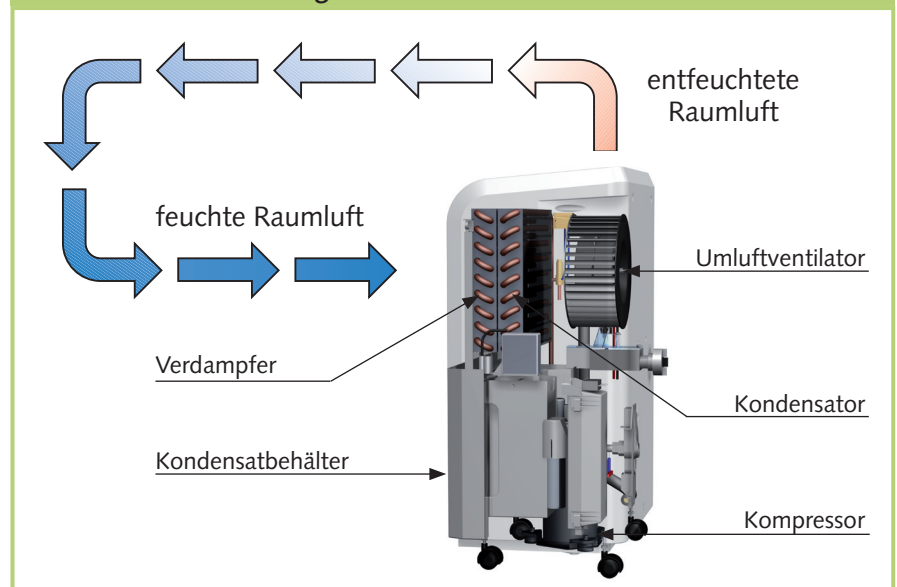 entfeuchtete
Raumluft
feuchte Raumluft
Umluftventilator
Verdampfer
Kondensator
Kondensatbehälter
Kompressor